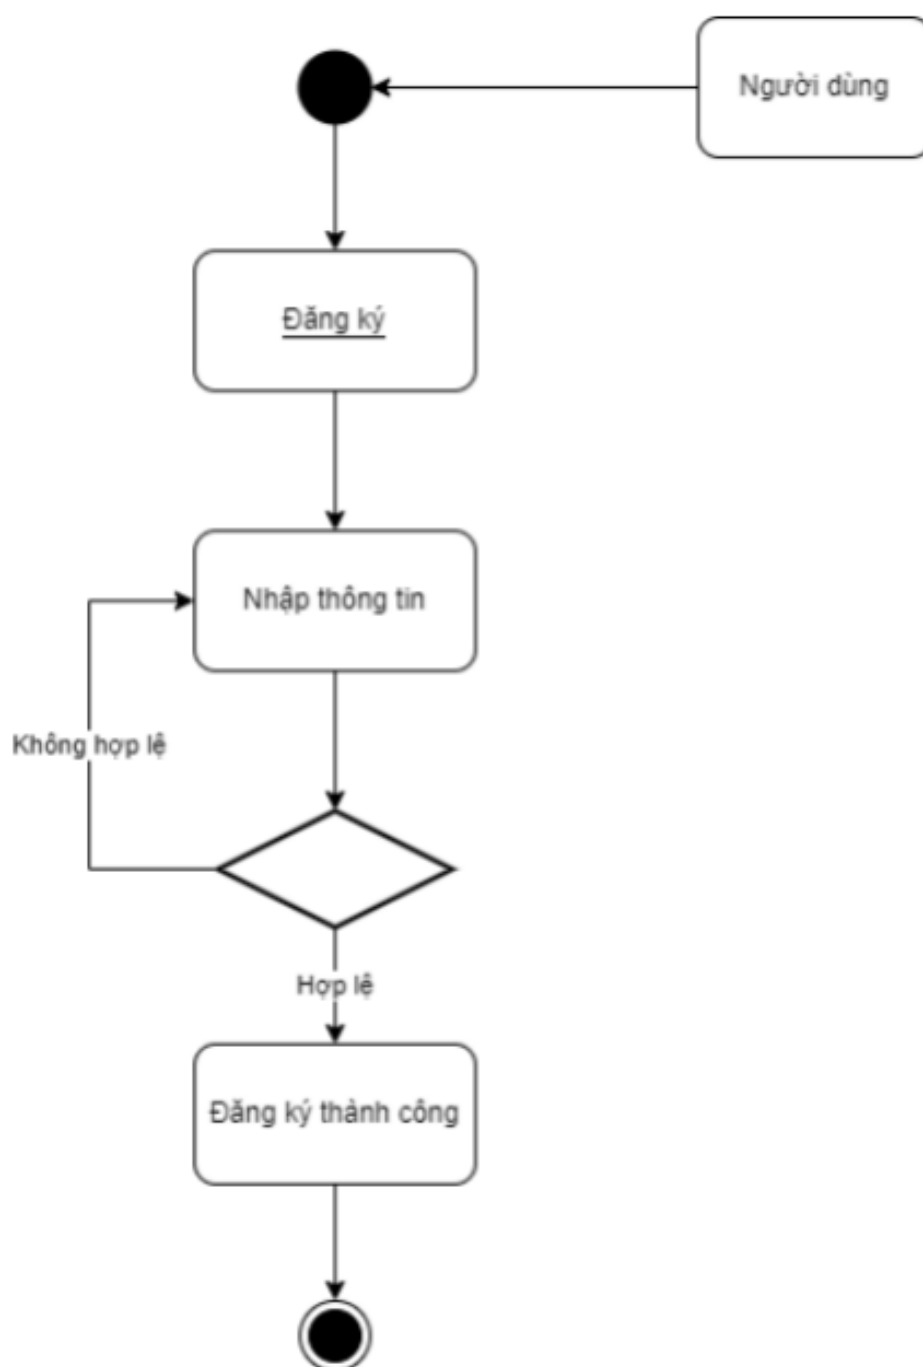 Người dùng
Đăng ký
Nhập thông tin
Không hợp lệ
Hợp lệ
Đăng ký thành công